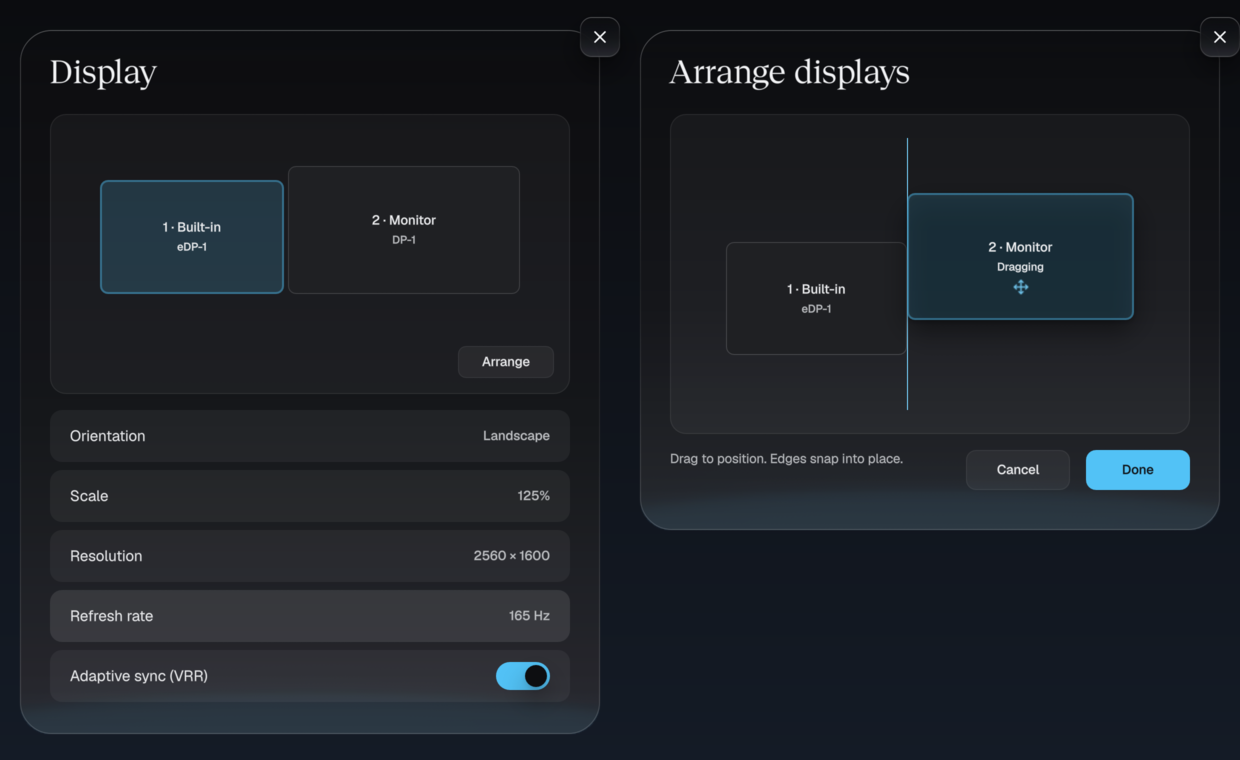 Display
1 · Built-in
eDP-1
2 · Monitor
DP-1
Arrange
Orientation
Landscape
Scale
125%
Resolution
2560 × 1600
Refresh rate
165 Hz
Adaptive sync (VRR)
Arrange displays
1 · Built-in
eDP-1
2 · Monitor
Dragging
Drag to position. Edges snap into place.
Cancel
Done